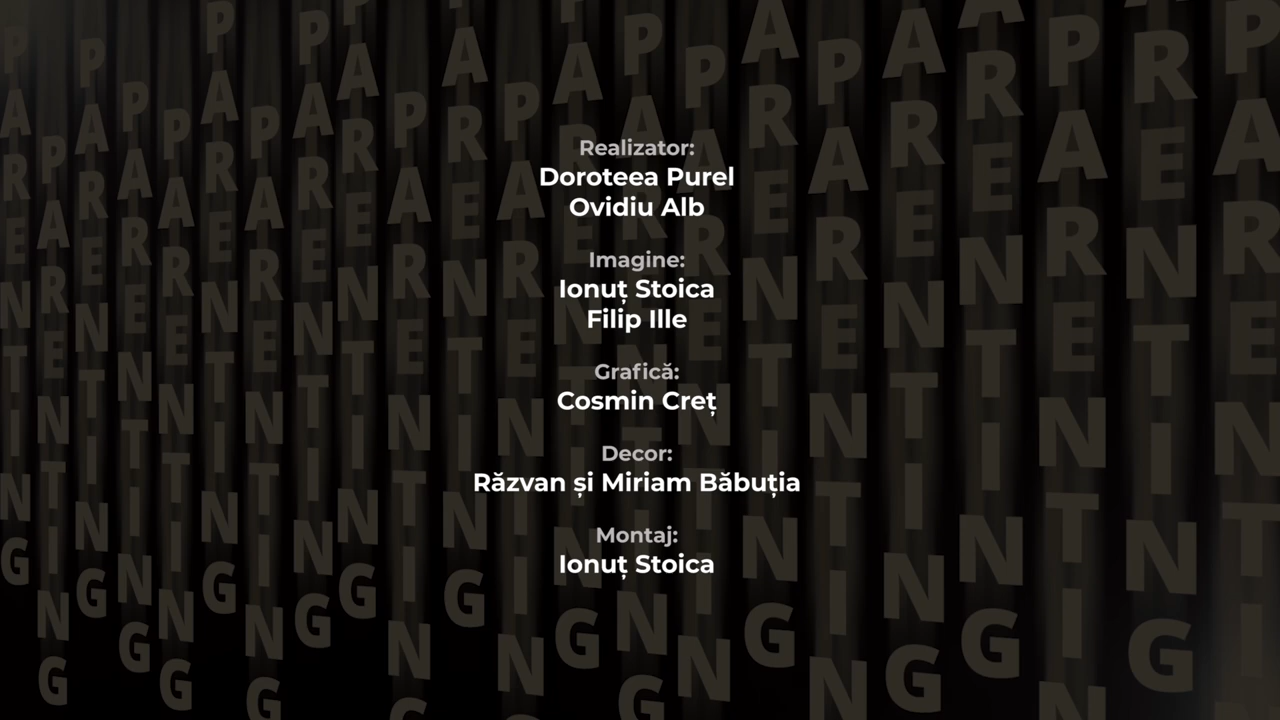 Realizator:
Doroteea Purel
Ovidiu Alb
Imagine:
Ionuț Stoica
Filip Ille
Grafică:
Cosmin Creț
Decor:
Răzvan și Miriam Băbuția
Montaj:
Ionuț Stoica
PARENTING